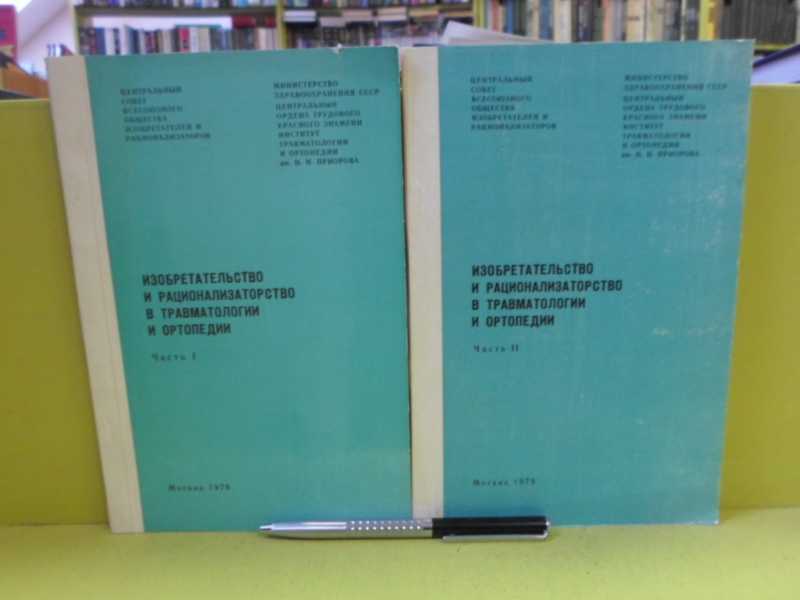 ЦЕНТРАЛЬНЫЙ
СОВЕТ
ВСЕСОЮЗНОГО
ОБЩЕСТВА
ИЗОБРЕТАТЕЛЕЙ И
РАЦИОНАЛИЗАТОРОВ
МИНИСТЕРСТВО
ЗДРАВООХРАНЕНИЯ СССР
ЦЕНТРАЛЬНЫЙ
ОРДЕНА ТРУДОВОГО
КРАСНОГО ЗНАМЕНИ
ИНСТИТУТ
ТРАВМАТОЛОГИИ
И ОРТОПЕДИИ
им. Н. Н. ПРИОРОВА
ИЗОБРЕТАТЕЛЬСТВО
И РАЦИОНАЛИЗАТОРСТВО
В ТРАВМАТОЛОГИИ
И ОРТОПЕДИИ
Часть I
Москва 1978
ЦЕНТРАЛЬНЫЙ
СОВЕТ
ВСЕСОЮЗНОГО
ОБЩЕСТВА
ИЗОБРЕТАТЕЛЕЙ И
РАЦИОНАЛИЗАТОРОВ
МИНИСТЕРСТВО
ЗДРАВООХРАНЕНИЯ СССР
ЦЕНТРАЛЬНЫЙ
ОРДЕНА ТРУДОВОГО
КРАСНОГО ЗНАМЕНИ
ИНСТИТУТ
ТРАВМАТОЛОГИИ
И ОРТОПЕДИИ
им. Н. Н. ПРИОРОВА
ИЗОБРЕТАТЕЛЬСТВО
И РАЦИОНАЛИЗАТОРСТВО
В ТРАВМАТОЛОГИИ
И ОРТОПЕДИИ
Часть II
Москва 1978